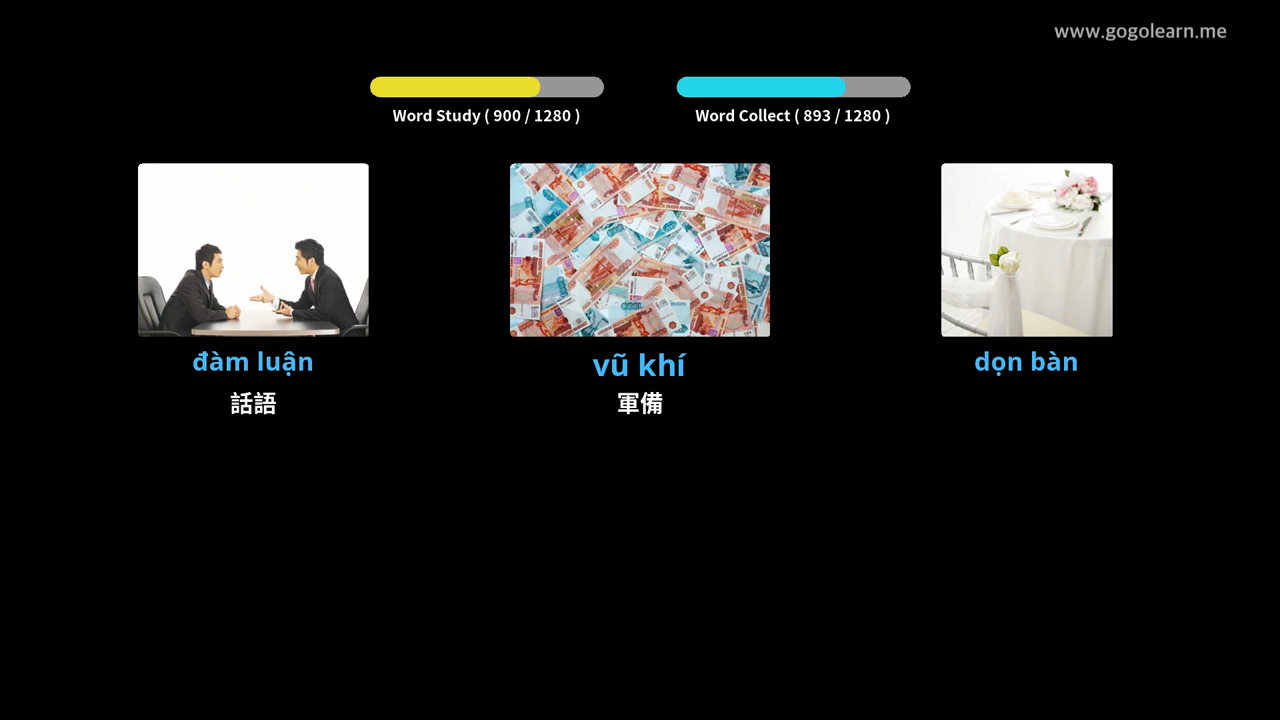 www.gogolearn.me
Word Study ( 900 / 1280 )
Word Collect ( 893 / 1280 )
đàm luận
vũ khí
dọn bàn
話語
軍備